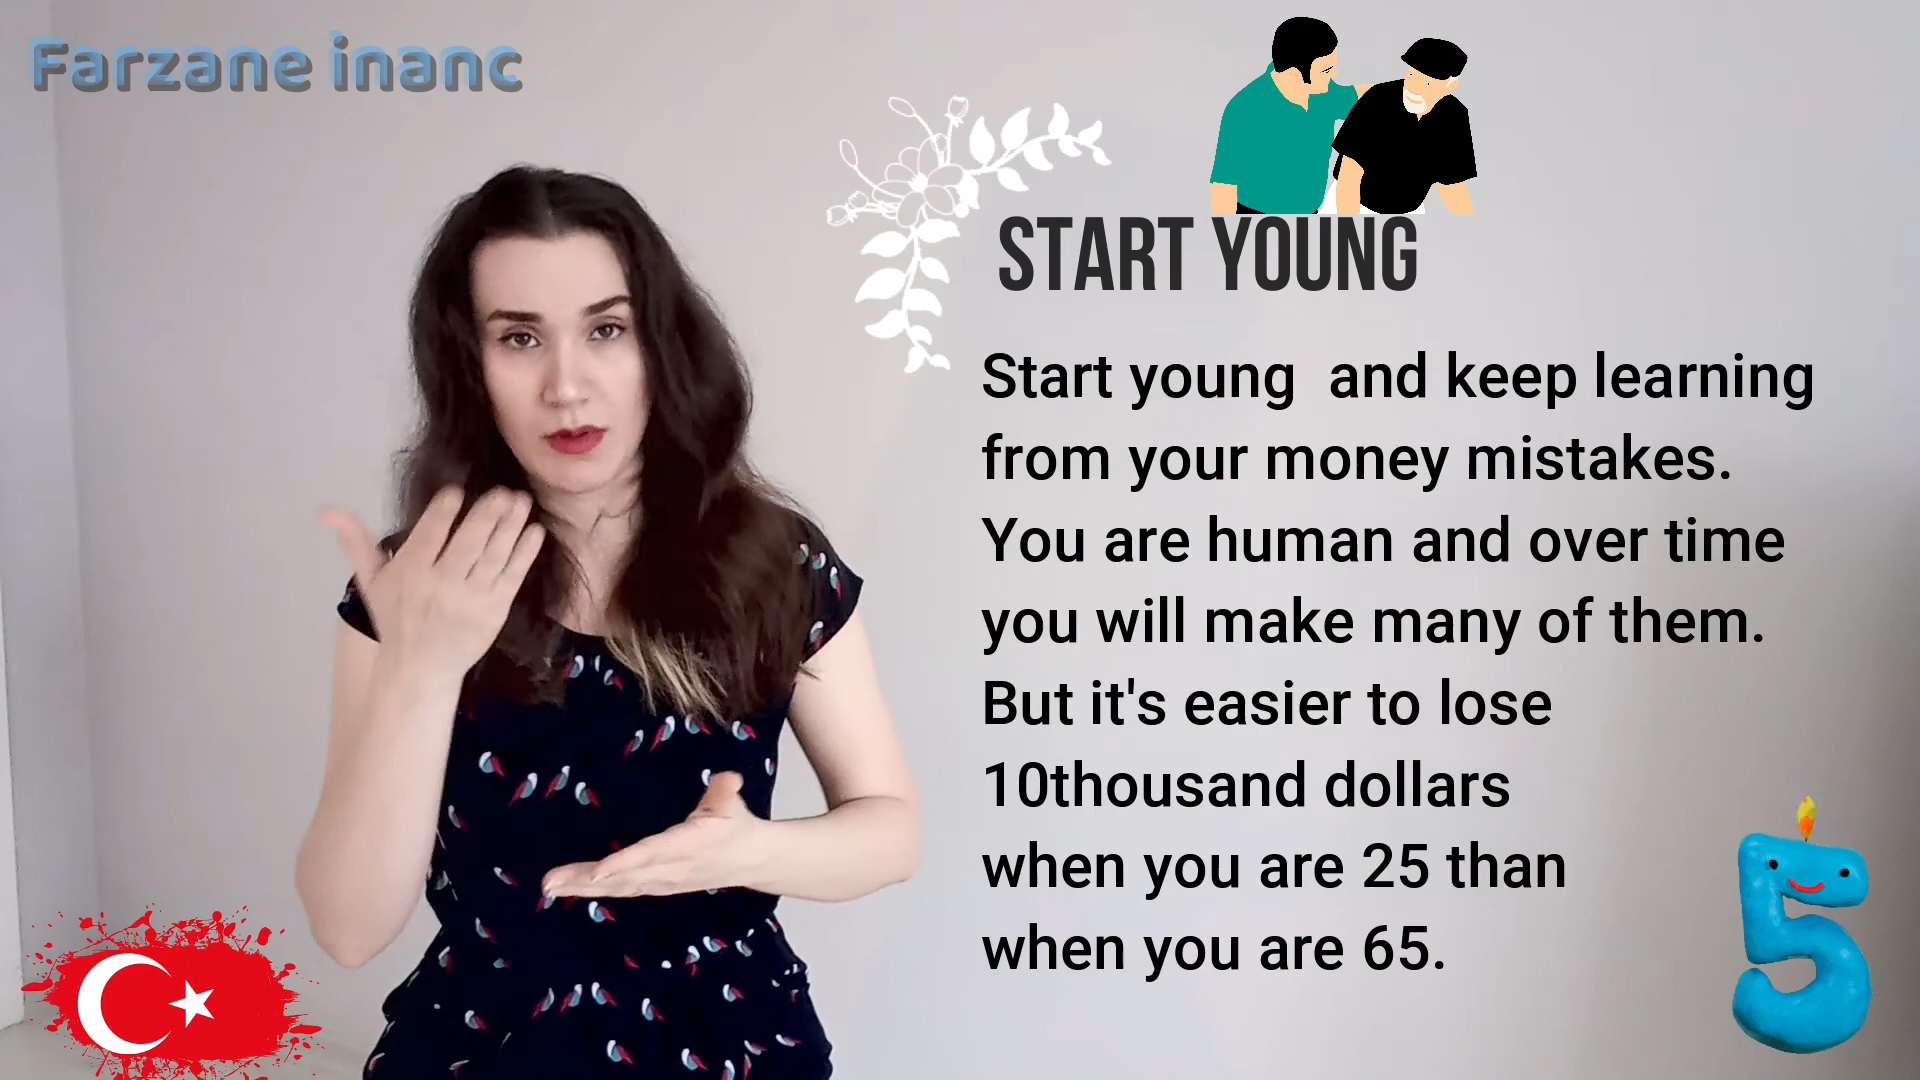 Farzane inanc
START YOUNG
Start young and keep learning
from your money mistakes.
You are human and over time
you will make many of them.
But it's easier to lose
10thousand dollars
when you are 25 than
when you are 65.
5